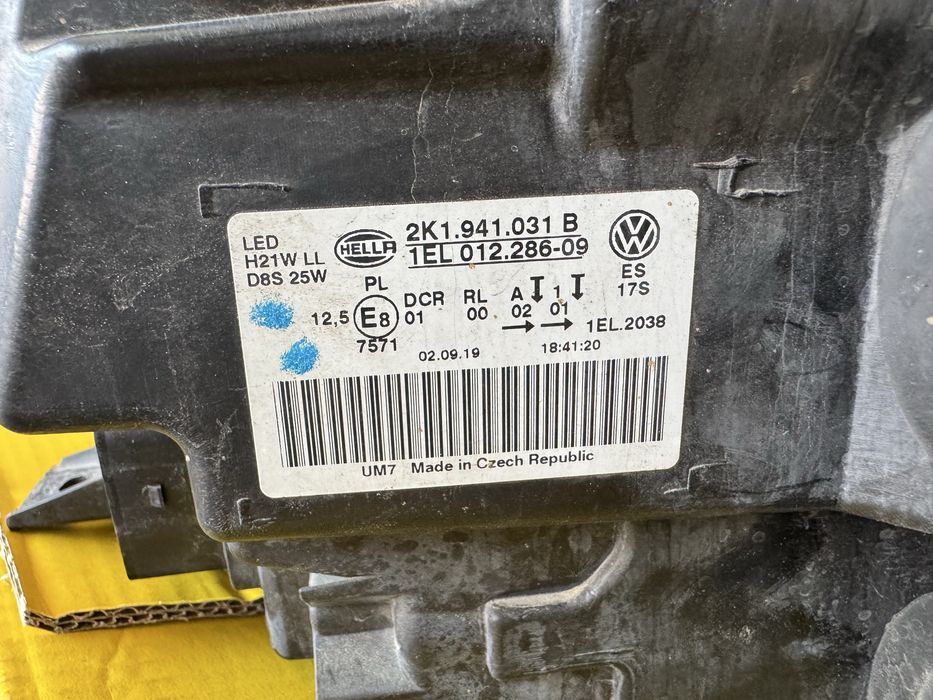 LED
H21W LL
D8S 25W
HELLA
2K1.941.031 B
1EL 012.286-09
VW
ES
17S
PL
12,5 E8
7571
DCR
01
RL
00
A 1
02 01
1EL.2038
02.09.19 18:41:20
UM7 Made in Czech Republic